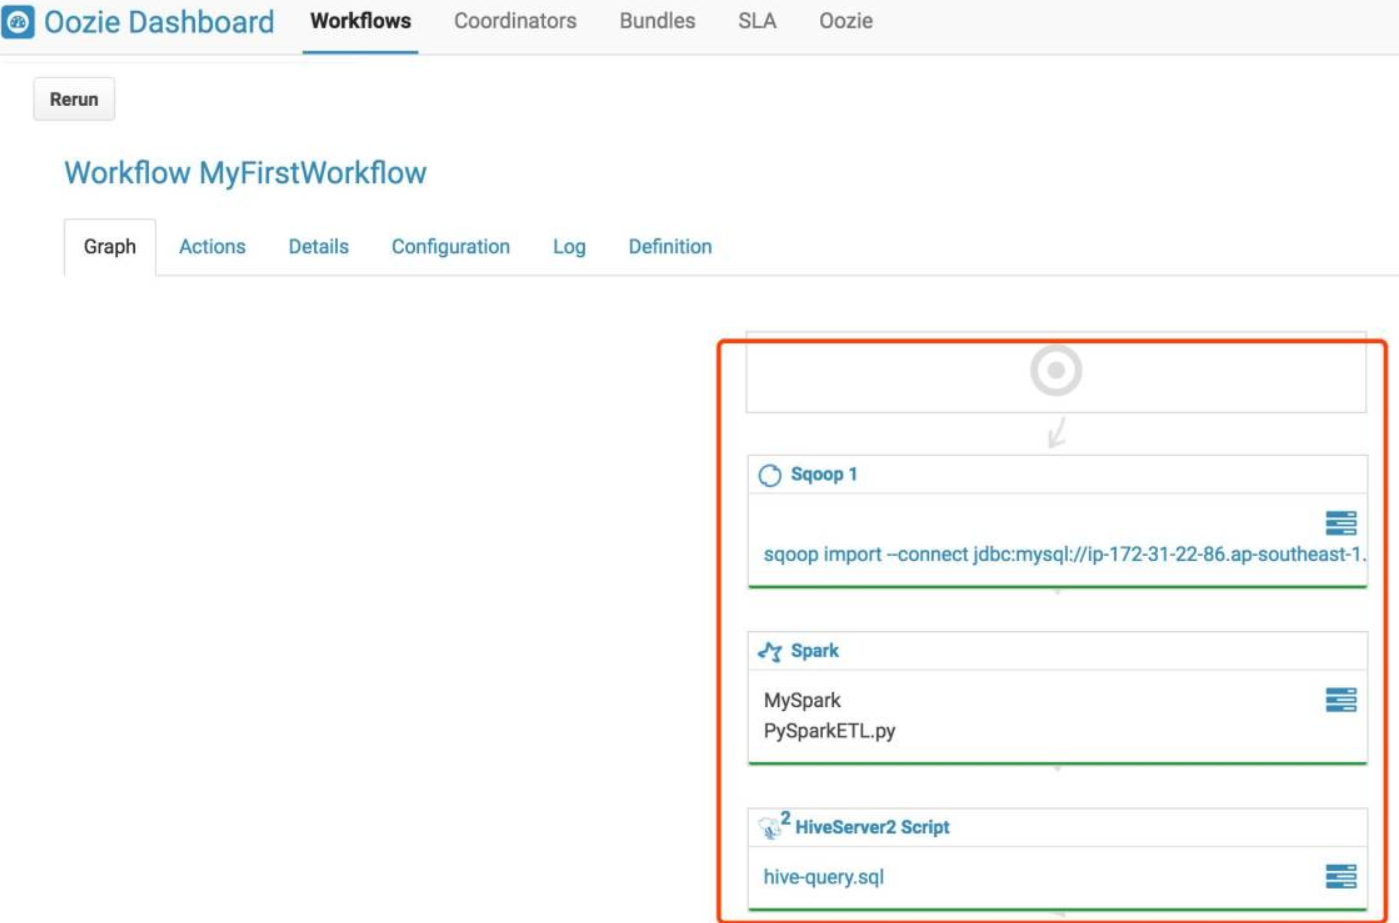 Oozie Dashboard Workflows Coordinators Bundles SLA Oozie
Rerun
Workflow MyFirstWorkflow
Graph Actions Details Configuration Log Definition
Sqoop 1
sqoop import --connect jdbc:mysql://ip-172-31-22-86.ap-southeast-1.
Spark
MySpark
PySparkETL.py
2 HiveServer2 Script
hive-query.sql